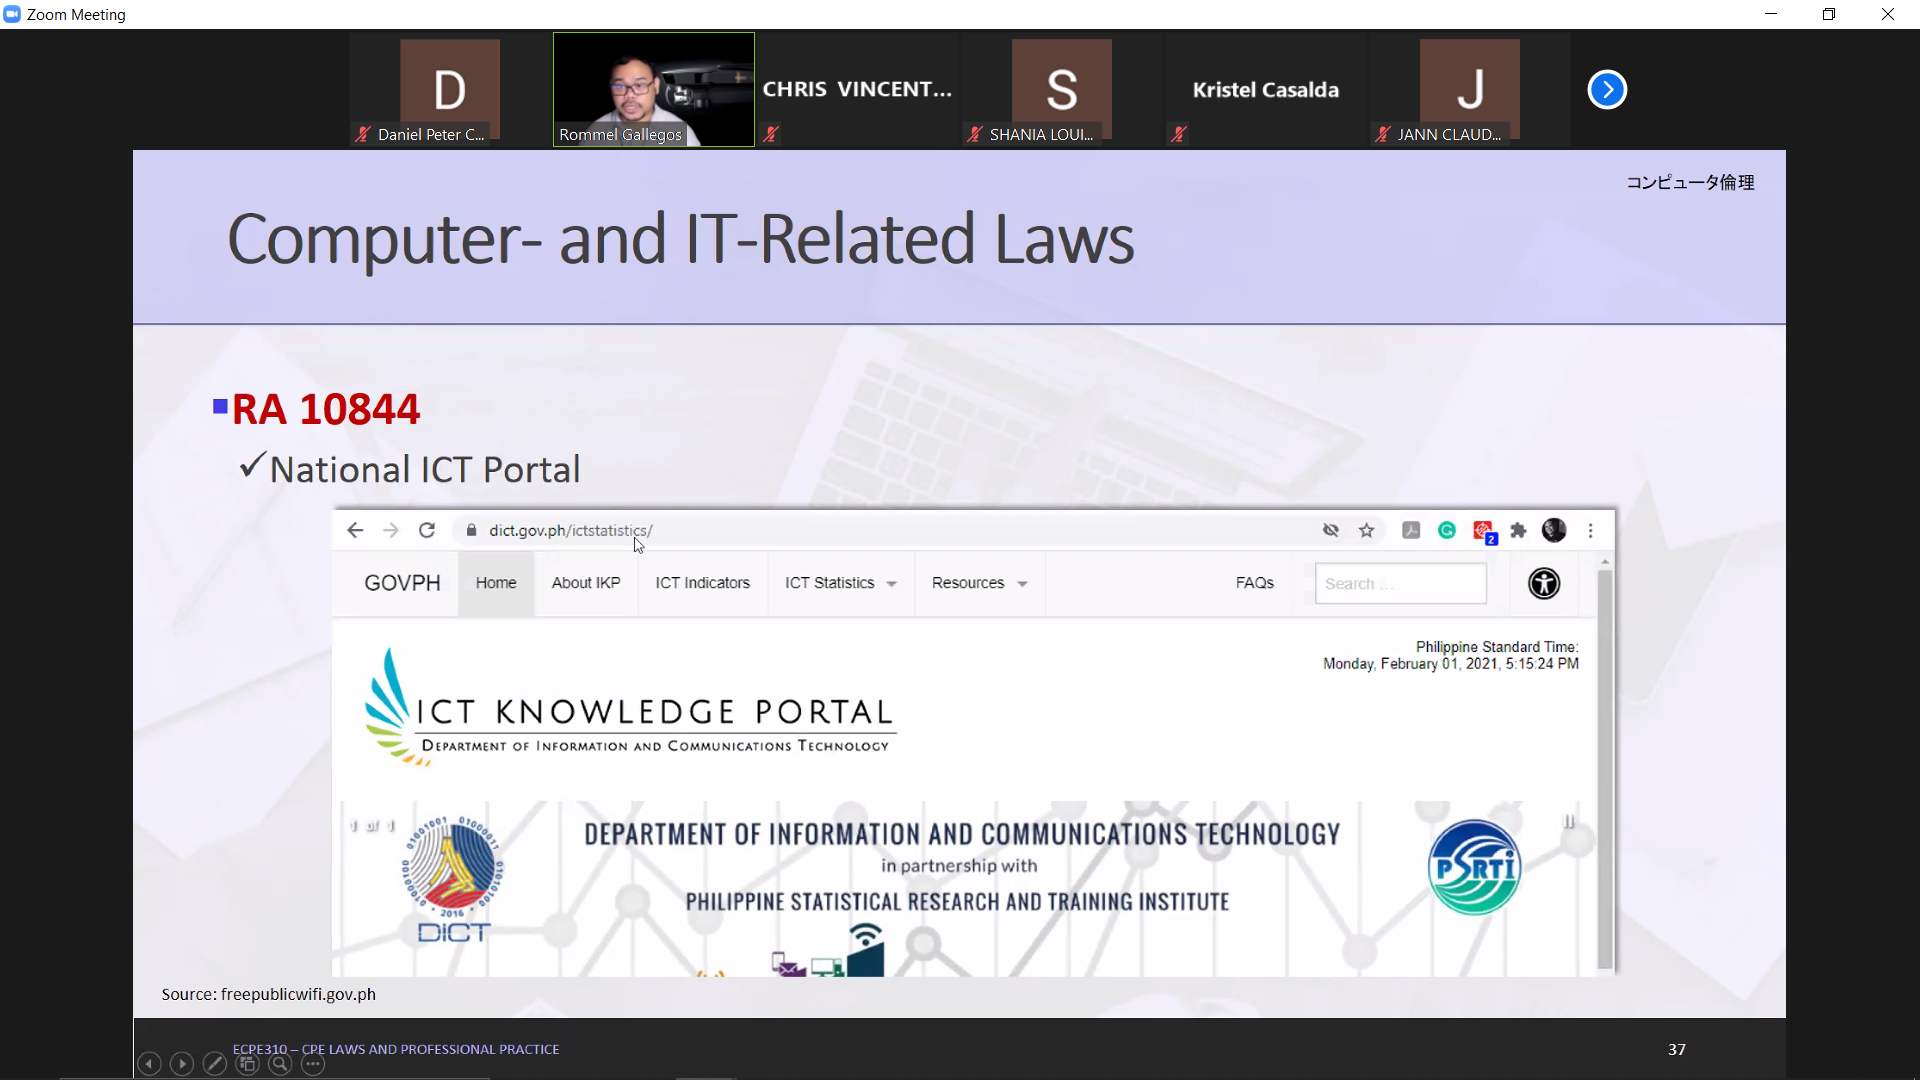 Zoom Meeting
D
Daniel Peter C...
Rommel Gallegos
CHRIS VINCENT...
S
SHANIA LOUI...
Kristel Casalda
J
JANN CLAUD...
コンピュータ倫理
Computer- and IT-Related Laws
RA 10844
✓National ICT Portal
dict.gov.ph/ictstatistics/
2
GOVPH
Home
About IKP
ICT Indicators
ICT Statistics
Resources
FAQs
Search ...
Philippine Standard Time:
Monday, February 01, 2021, 5:15:24 PM
ICT KNOWLEDGE PORTAL
DEPARTMENT OF INFORMATION AND COMMUNICATIONS TECHNOLOGY
1 of 1
DEPARTMENT OF INFORMATION AND COMMUNICATIONS TECHNOLOGY
in partnership with
PHILIPPINE STATISTICAL RESEARCH AND TRAINING INSTITUTE
2016
DICT
PSRTI
Source: freepublicwifi.gov.ph
ECPE310 – CPE LAWS AND PROFESSIONAL PRACTICE
37